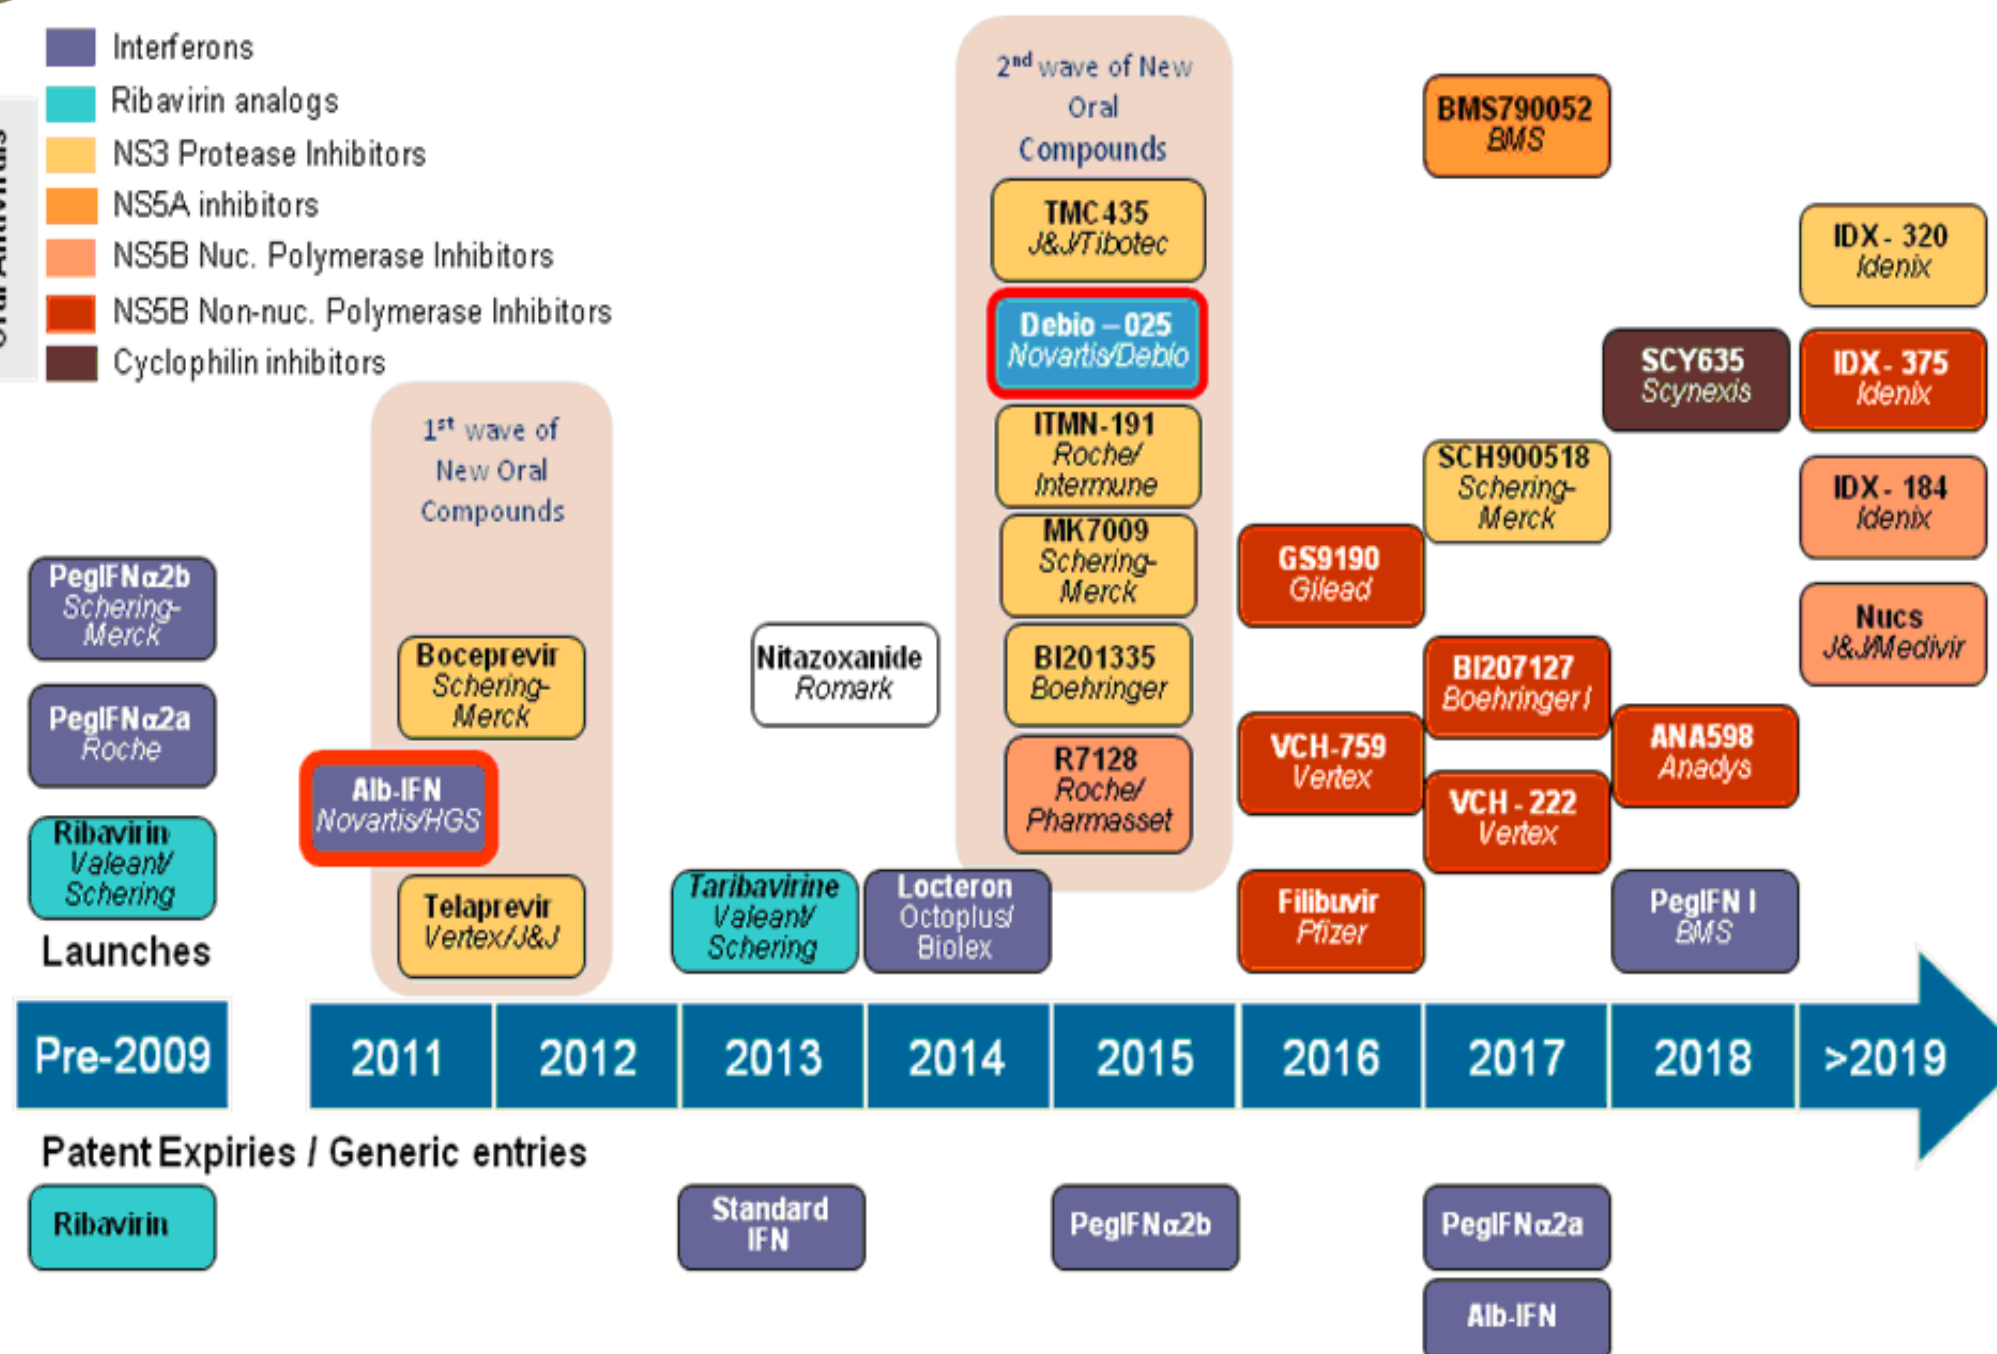 Interferons
Ribavirin analogs
NS3 Protease Inhibitors
NS5A inhibitors
NS5B Nuc. Polymerase Inhibitors
NS5B Non-nuc. Polymerase Inhibitors
Cyclophilin inhibitors
1st wave of
New Oral
Compounds
2nd wave of New
Oral
Compounds
PegIFNα2b
Schering-
Merck
PegIFNα2a
Roche
Ribavirin
Valeant/
Schering
Boceprevir
Schering-
Merck
Alb-IFN
Novartis/HGS
Telaprevir
Vertex/J&J
Nitazoxanide
Romark
Taribavirine
Valeant/
Schering
Locteron
Octoplus/
Biolex
TMC435
J&J/Tibotec
Debio – 025
Novartis/Debio
ITMN-191
Roche/
Intermune
MK7009
Schering-
Merck
BI201335
Boehringer
R7128
Roche/
Pharmasset
GS9190
Gilead
VCH-759
Vertex
Filibuvir
Pfizer
BMS790052
BMS
SCH900518
Schering-
Merck
BI207127
Boehringer I
VCH - 222
Vertex
SCY635
Scynexis
ANA598
Anadys
PegIFN l
BMS
IDX - 320
Idenix
IDX - 375
Idenix
IDX - 184
Idenix
Nucs
J&J/Medivir
Launches
Pre-2009
2011
2012
2013
2014
2015
2016
2017
2018
>2019
Patent Expiries / Generic entries
Ribavirin
Standard
IFN
PegIFNα2b
PegIFNα2a
Alb-IFN